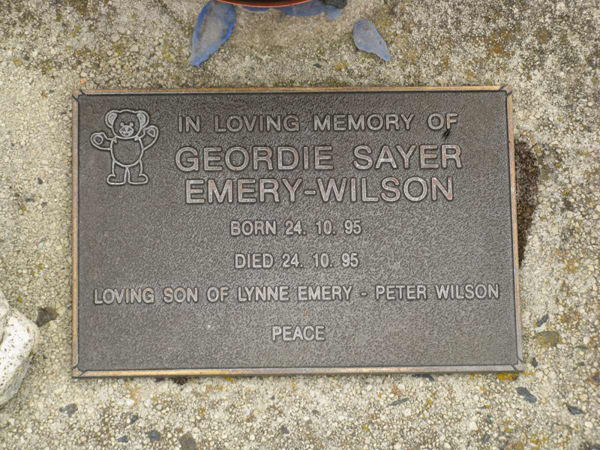 IN LOVING MEMORY OF
GEORDIE SAYER
EMERY-WILSON
BORN 24. 10. 95
DIED 24. 10. 95
LOVING SON OF LYNNE EMERY - PETER WILSON
PEACE